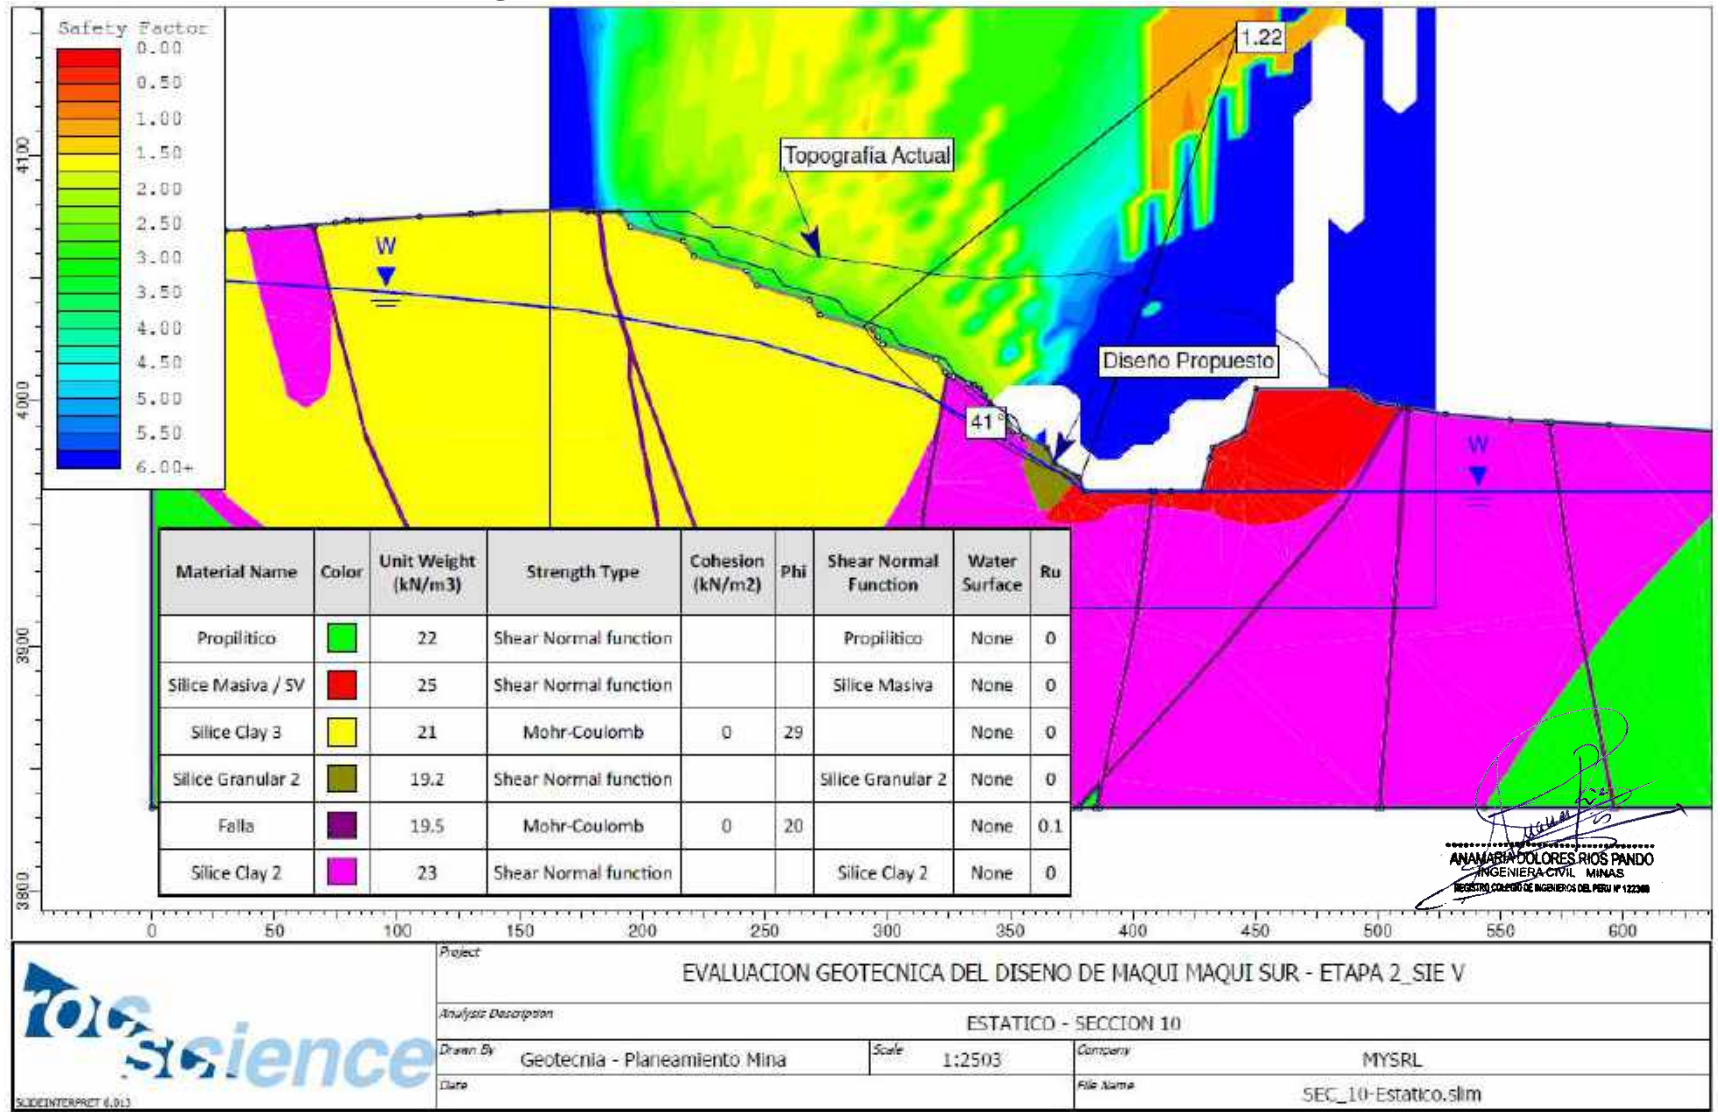 Safety Factor
0.00
0.50
1.00
1.50
2.00
2.50
3.00
3.50
4.00
4.50
5.00
5.50
6.00+
1.22
Topografía Actual
Diseño Propuesto
41°
W
W
4100
4000
3900
3800
Material Name Color Unit Weight (kN/m3) Strength Type Cohesion (kN/m2) Phi Shear Normal Function Water Surface Ru
Propilitico 22 Shear Normal function Propilitico None 0
Silice Masiva / SV 25 Shear Normal function Silice Masiva None 0
Silice Clay 3 21 Mohr-Coulomb 0 29 None 0
Silice Granular 2 19.2 Shear Normal function Silice Granular 2 None 0
Falla 19.5 Mohr-Coulomb 0 20 None 0.1
Silice Clay 2 23 Shear Normal function Silice Clay 2 None 0
ANAMARIA DOLORES RIOS PANDO
INGENIERA CIVIL MINAS
REGISTRO COLEGIO DE INGENIEROS DEL PERU Nº
0 50 100 150 200 250 300 350 400 450 500 550 600
rocscience
SLIDEINTERPRET 6.013
Project
EVALUACION GEOTECNICA DEL DISENO DE MAQUI MAQUI SUR - ETAPA 2_SIE V
Analysis Description
ESTATICO - SECCION 10
Drawn By Geotecnia - Planeamiento Mina
Scale 1:2503
Company MYSRL
Date
File Name SEC_10-Estatico.slim